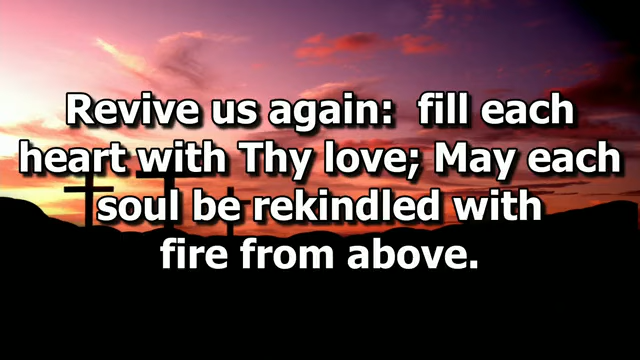 Revive us again:  fill each
heart with Thy love; May each
soul be rekindled with
fire from above.